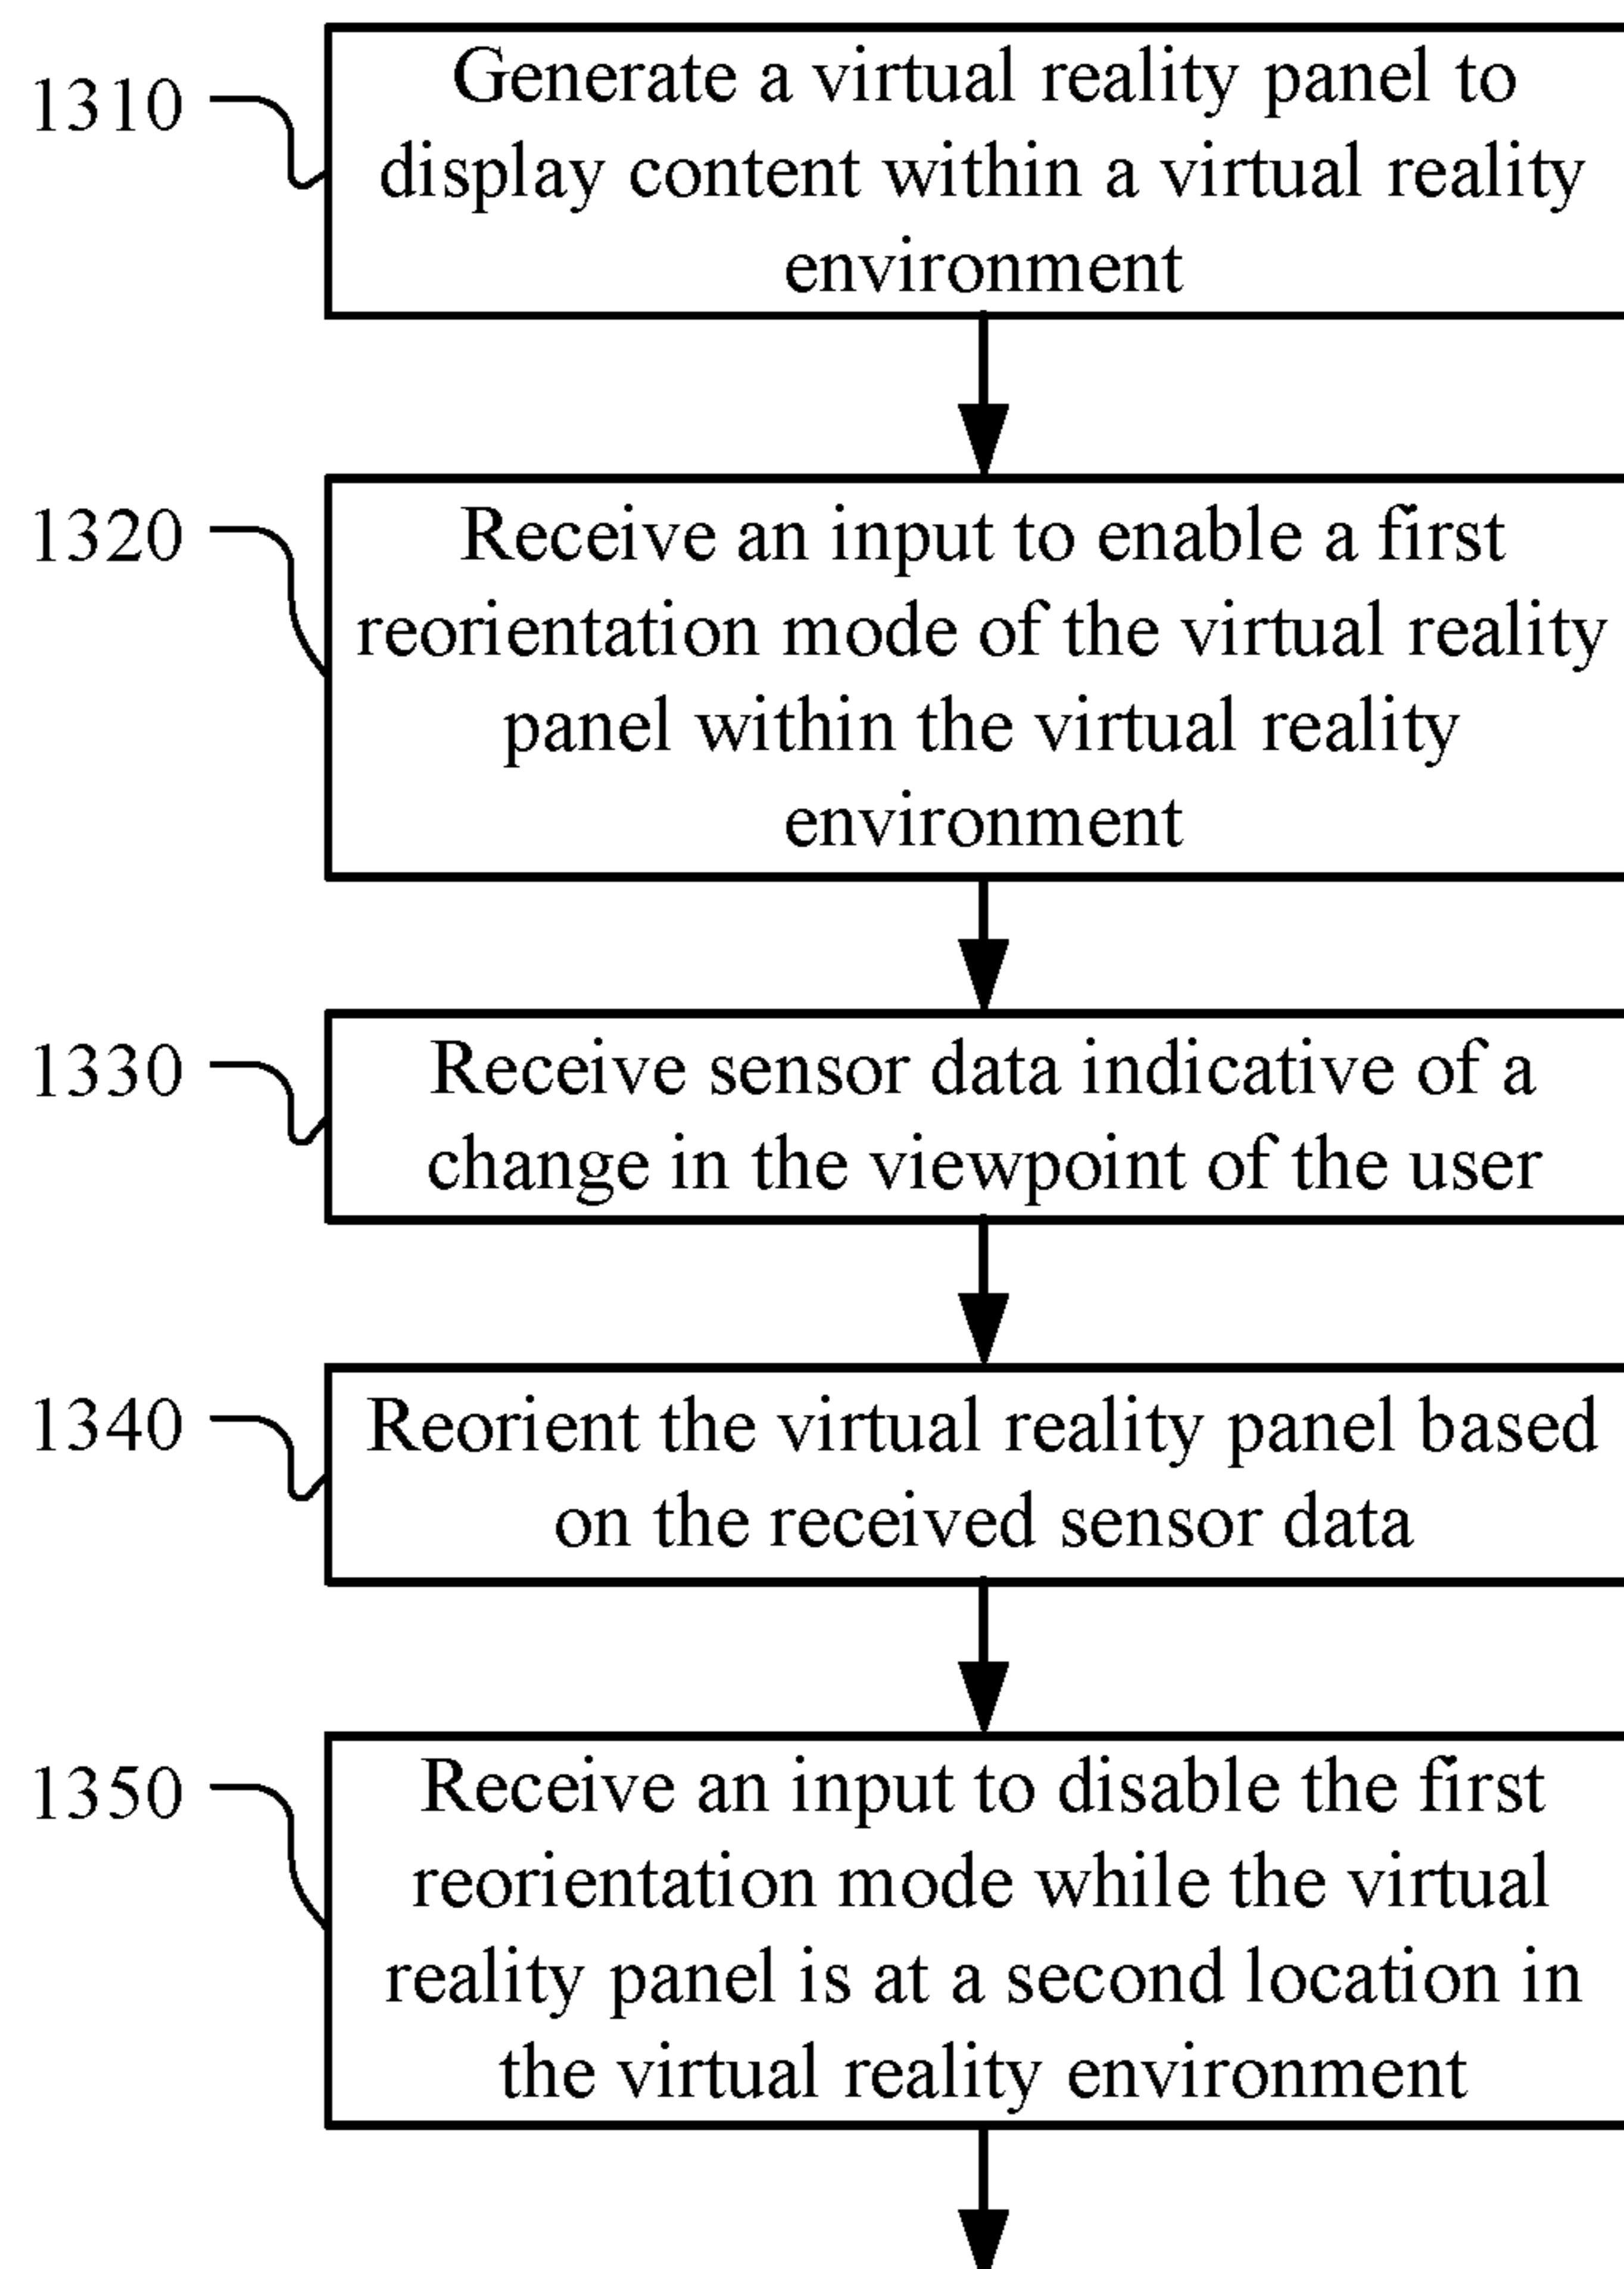 1310
Generate a virtual reality panel to
display content within a virtual reality
environment
1320
Receive an input to enable a first
reorientation mode of the virtual reality
panel within the virtual reality
environment
1330
Receive sensor data indicative of a
change in the viewpoint of the user
1340
Reorient the virtual reality panel based
on the received sensor data
1350
Receive an input to disable the first
reorientation mode while the virtual
reality panel is at a second location in
the virtual reality environment